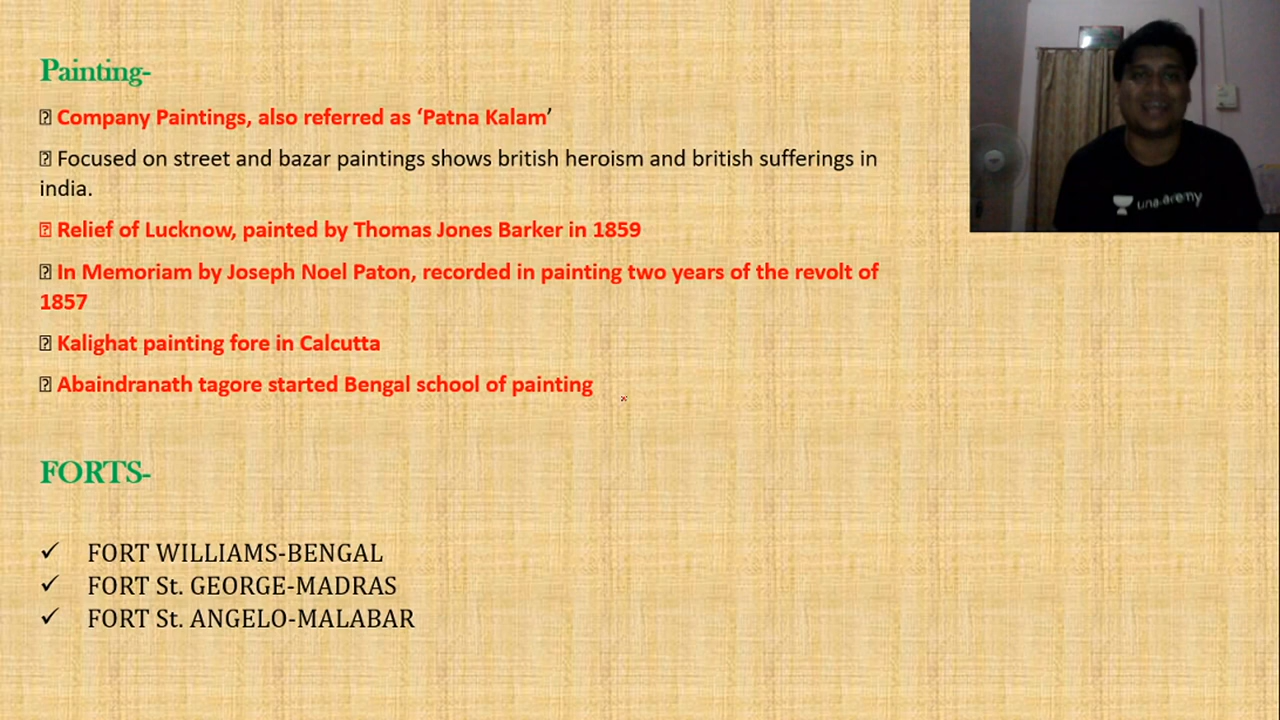 Painting-
Company Paintings, also referred as ‘Patna Kalam’
Focused on street and bazar paintings shows british heroism and british sufferings in
india.
Relief of Lucknow, painted by Thomas Jones Barker in 1859
In Memoriam by Joseph Noel Paton, recorded in painting two years of the revolt of
1857
Kalighat painting fore in Calcutta
Abaindranath tagore started Bengal school of painting
FORTS-
✓ FORT WILLIAMS-BENGAL
✓ FORT St. GEORGE-MADRAS
✓ FORT St. ANGELO-MALABAR